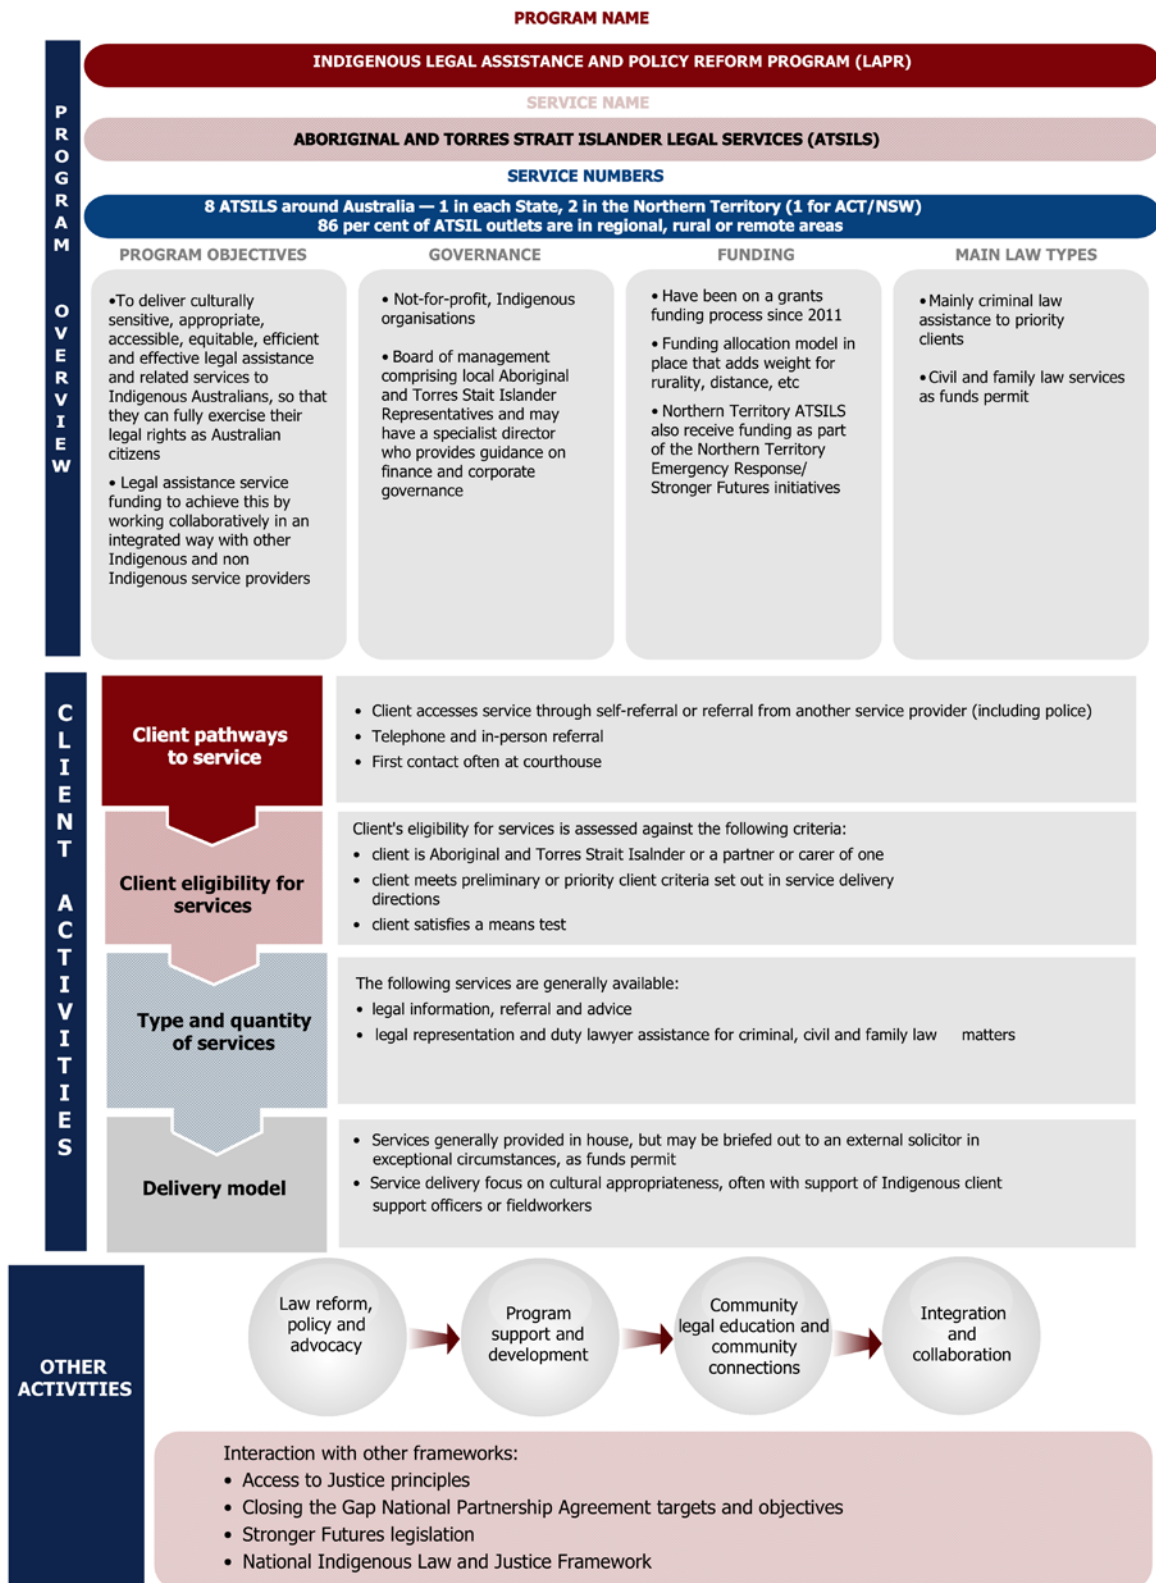 PROGRAM NAME
PROGRAM OVERVIEW
INDIGENOUS LEGAL ASSISTANCE AND POLICY REFORM PROGRAM (LAPR)
SERVICE NAME
ABORIGINAL AND TORRES STRAIT ISLANDER LEGAL SERVICES (ATSILS)
SERVICE NUMBERS
8 ATSILS around Australia — 1 in each State, 2 in the Northern Territory (1 for ACT/NSW)
86 per cent of ATSIL outlets are in regional, rural or remote areas
PROGRAM OBJECTIVES
•To deliver culturally
sensitive, appropriate,
accessible, equitable, efficient
and effective legal assistance
and related services to
Indigenous Australians, so that
they can fully exercise their
legal rights as Australian
citizens
• Legal assistance service
funding to achieve this by
working collaboratively in an
integrated way with other
Indigenous and non
Indigenous service providers
GOVERNANCE
• Not-for-profit, Indigenous
organisations
• Board of management
comprising local Aboriginal
and Torres Stait Islander
Representatives and may
have a specialist director
who provides guidance on
finance and corporate
governance
FUNDING
• Have been on a grants
funding process since 2011
• Funding allocation model in
place that adds weight for
rurality, distance, etc
• Northern Territory ATSILS
also receive funding as part
of the Northern Territory
Emergency Response/
Stronger Futures initiatives
MAIN LAW TYPES
• Mainly criminal law
assistance to priority
clients
• Civil and family law services
as funds permit
CLIENT ACTIVITIES
Client pathways
to service
• Client accesses service through self-referral or referral from another service provider (including police)
• Telephone and in-person referral
• First contact often at courthouse
Client eligibility for
services
Client's eligibility for services is assessed against the following criteria:
• client is Aboriginal and Torres Strait Isalnder or a partner or carer of one
• client meets preliminary or priority client criteria set out in service delivery
directions
• client satisfies a means test
Type and quantity
of services
The following services are generally available:
• legal information, referral and advice
• legal representation and duty lawyer assistance for criminal, civil and family law matters
Delivery model
• Services generally provided in house, but may be briefed out to an external solicitor in
exceptional circumstances, as funds permit
• Service delivery focus on cultural appropriateness, often with support of Indigenous client
support officers or fieldworkers
OTHER
ACTIVITIES
Law reform,
policy and
advocacy
Program
support and
development
Community
legal education and
community
connections
Integration
and
collaboration
Interaction with other frameworks:
• Access to Justice principles
• Closing the Gap National Partnership Agreement targets and objectives
• Stronger Futures legislation
• National Indigenous Law and Justice Framework